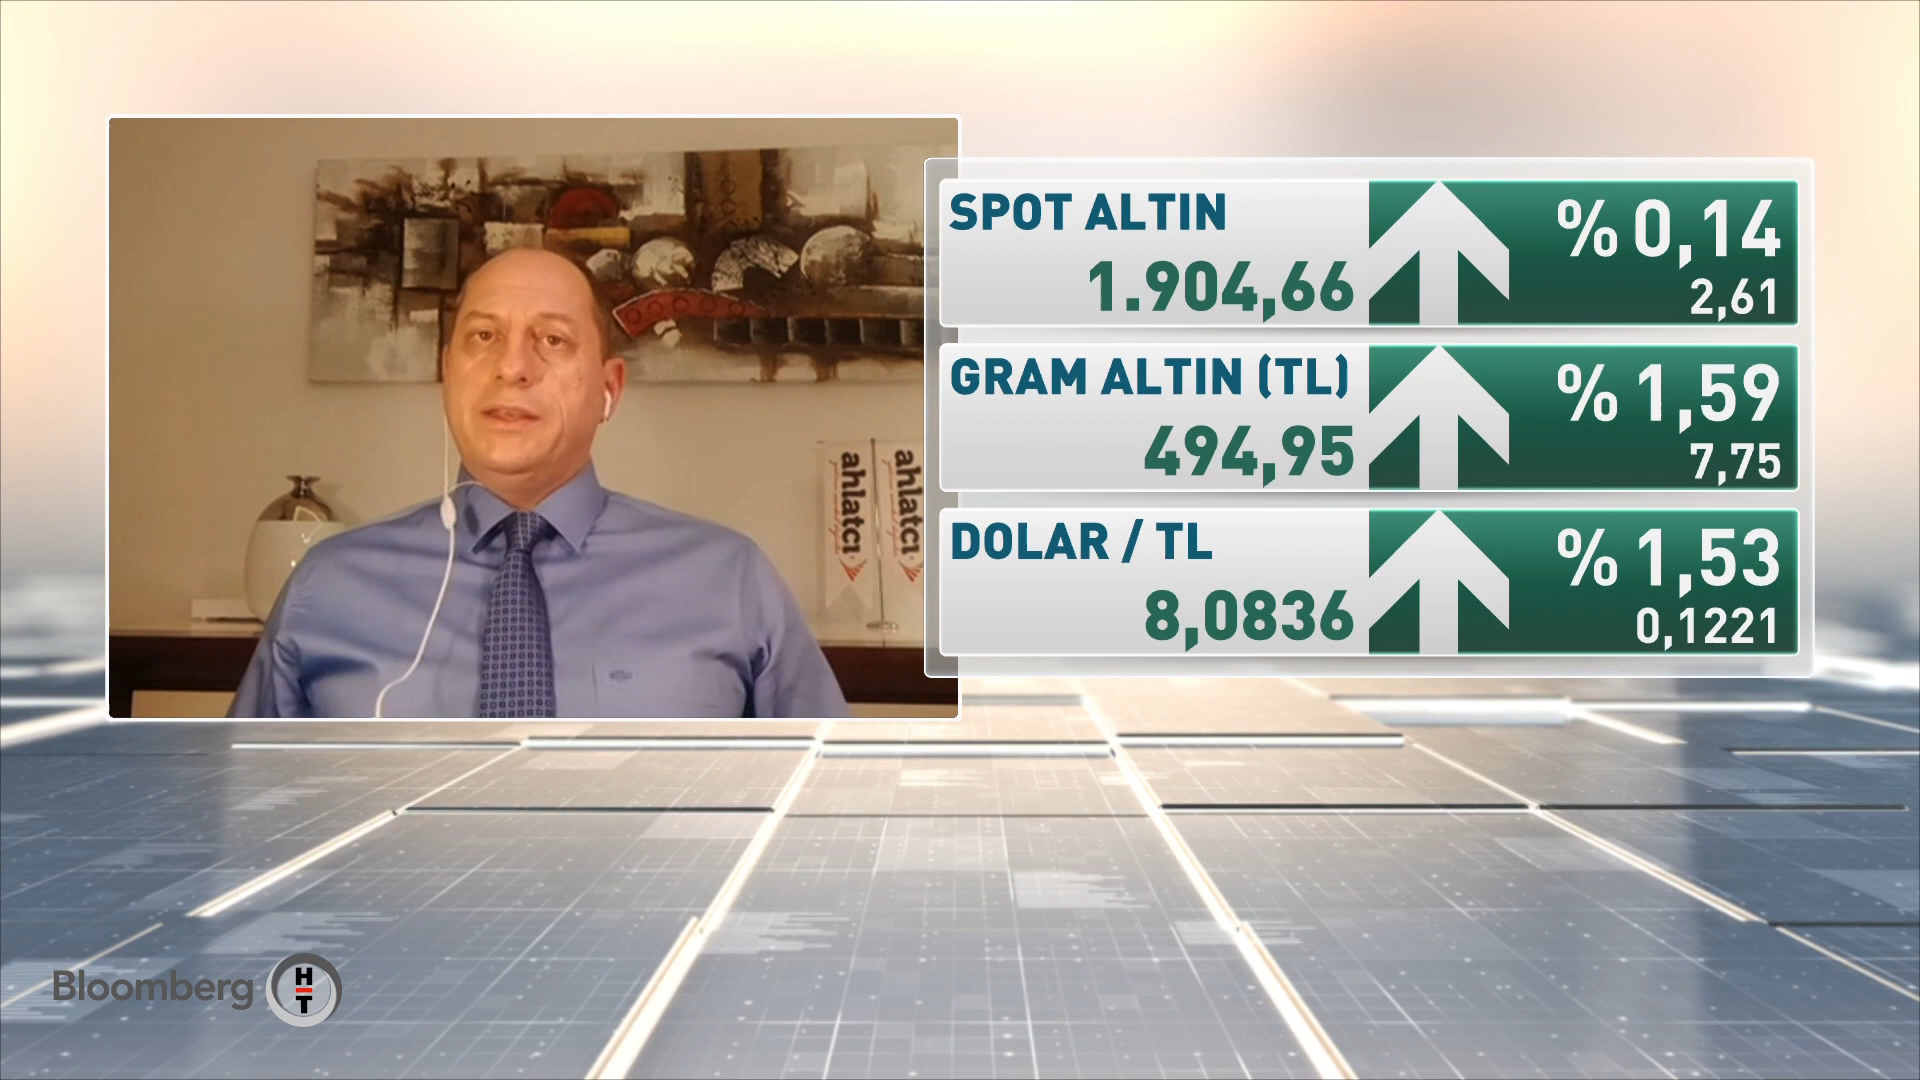 SPOT ALTIN
1.904,66
% 0,14
2,61
GRAM ALTIN (TL)
494,95
% 1,59
7,75
DOLAR / TL
8,0836
% 1,53
0,1221
ahlatcı
ahlatcı
Bloomberg HT